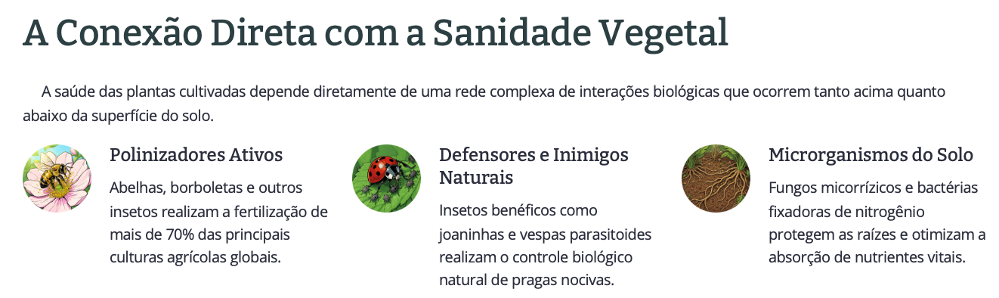 A Conexão Direta com a Sanidade Vegetal
A saúde das plantas cultivadas depende diretamente de uma rede complexa de interações biológicas que ocorrem tanto acima quanto
abaixo da superfície do solo.
Polinizadores Ativos
Abelhas, borboletas e outros
insetos realizam a fertilização de
mais de 70% das principais
culturas agrícolas globais.
Defensores e Inimigos
Naturais
Insetos benéficos como
joaninhas e vespas parasitoides
realizam o controle biológico
natural de pragas nocivas.
Microrganismos do Solo
Fungos micorrízicos e bactérias
fixadoras de nitrogênio
protegem as raízes e otimizam a
absorção de nutrientes vitais.